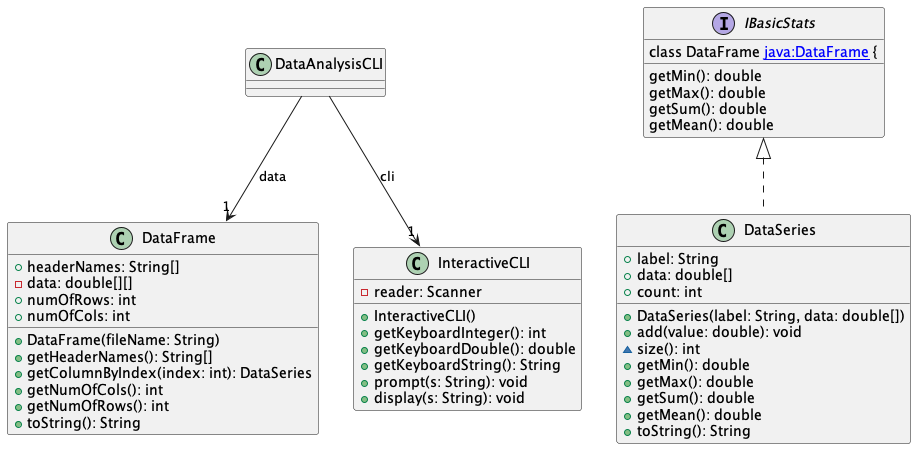 I IBasicStats
class DataFrame java:DataFrame {
getMin(): double
getMax(): double
getSum(): double
getMean(): double
C DataAnalysisCLI
data
cli
1
1
C DataFrame
headerNames: String[]
data: double[][]
numOfRows: int
numOfCols: int
DataFrame(fileName: String)
getHeaderNames(): String[]
getColumnByIndex(index: int): DataSeries
getNumOfCols(): int
getNumOfRows(): int
toString(): String
C InteractiveCLI
reader: Scanner
InteractiveCLI()
getKeyboardInteger(): int
getKeyboardDouble(): double
getKeyboardString(): String
prompt(s: String): void
display(s: String): void
C DataSeries
label: String
data: double[]
count: int
DataSeries(label: String, data: double[])
add(value: double): void
size(): int
getMin(): double
getMax(): double
getSum(): double
getMean(): double
toString(): String